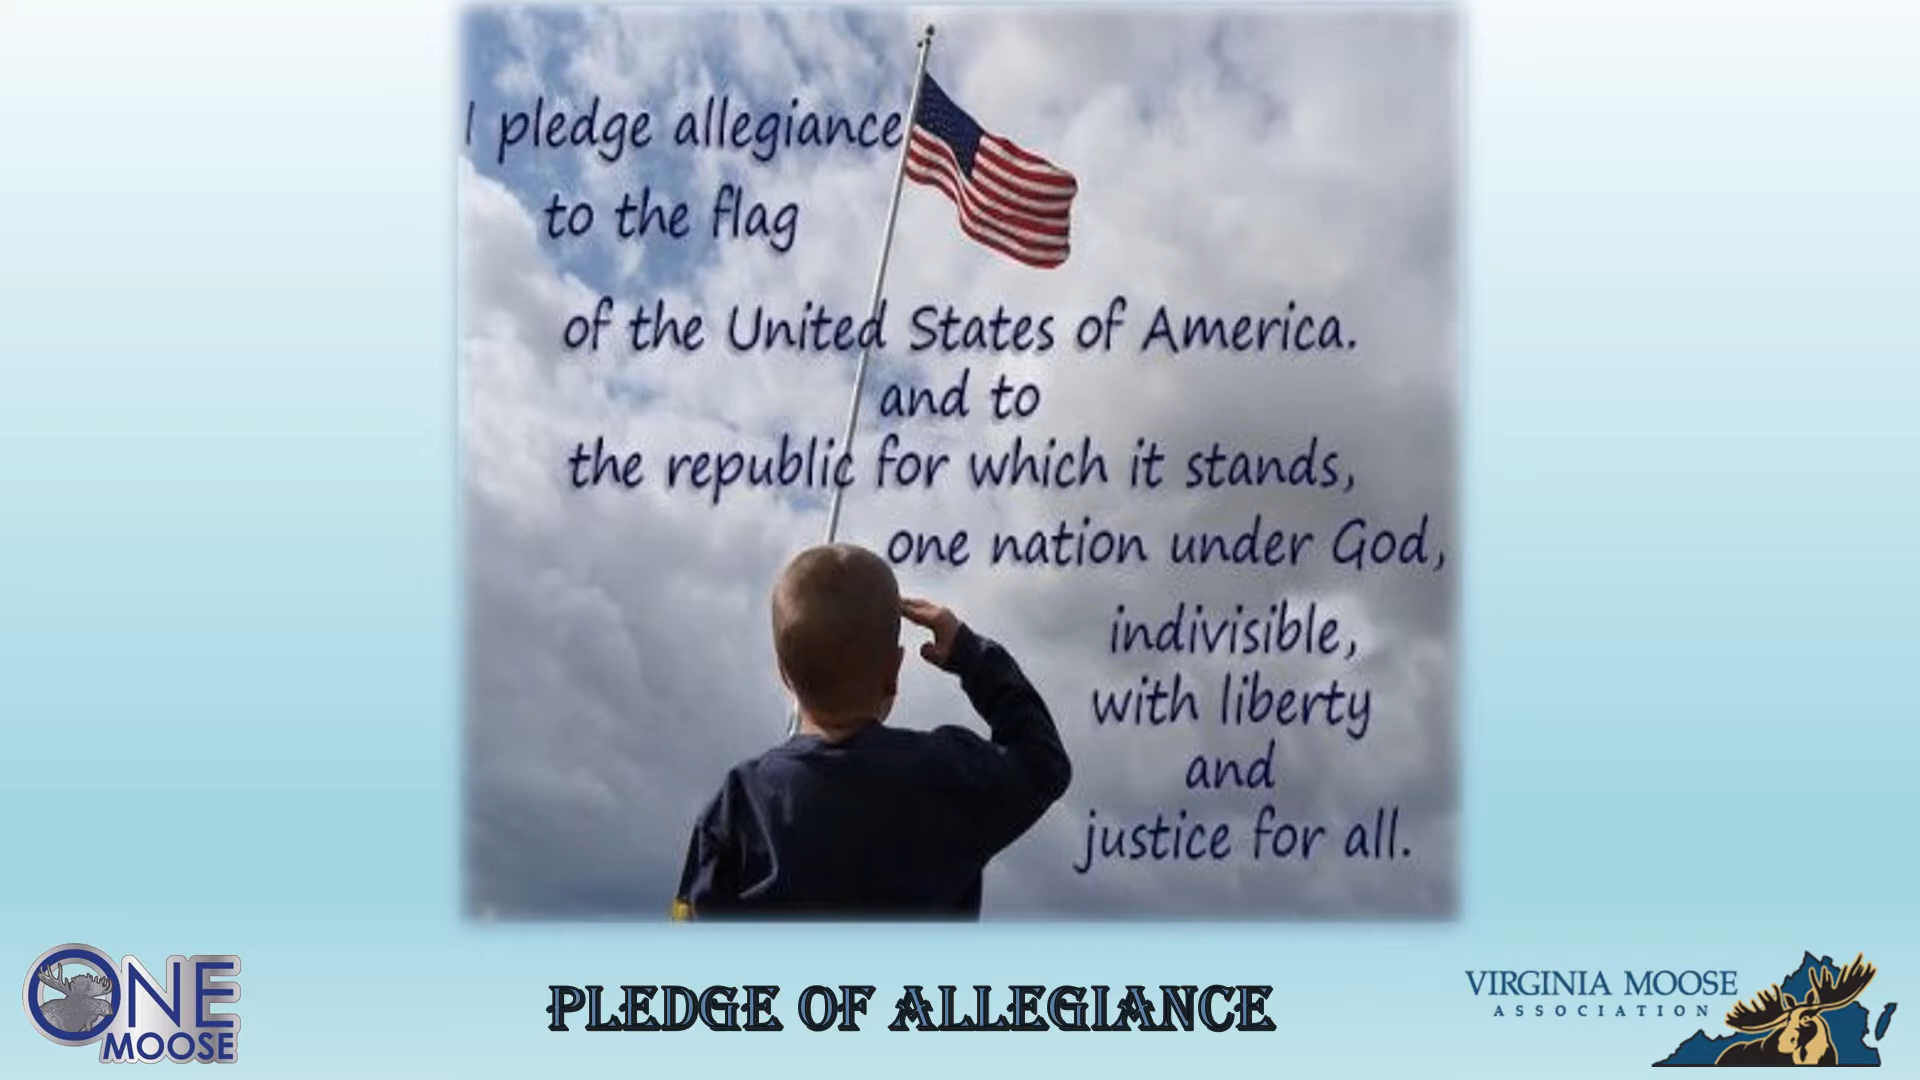 I pledge allegiance
to the flag
of the United States of America.
and to
the republic for which it stands,
one nation under God,
indivisible,
with liberty
and
justice for all.
ONE
MOOSE
PLEDGE OF ALLEGIANCE
VIRGINIA MOOSE
ASSOCIATION